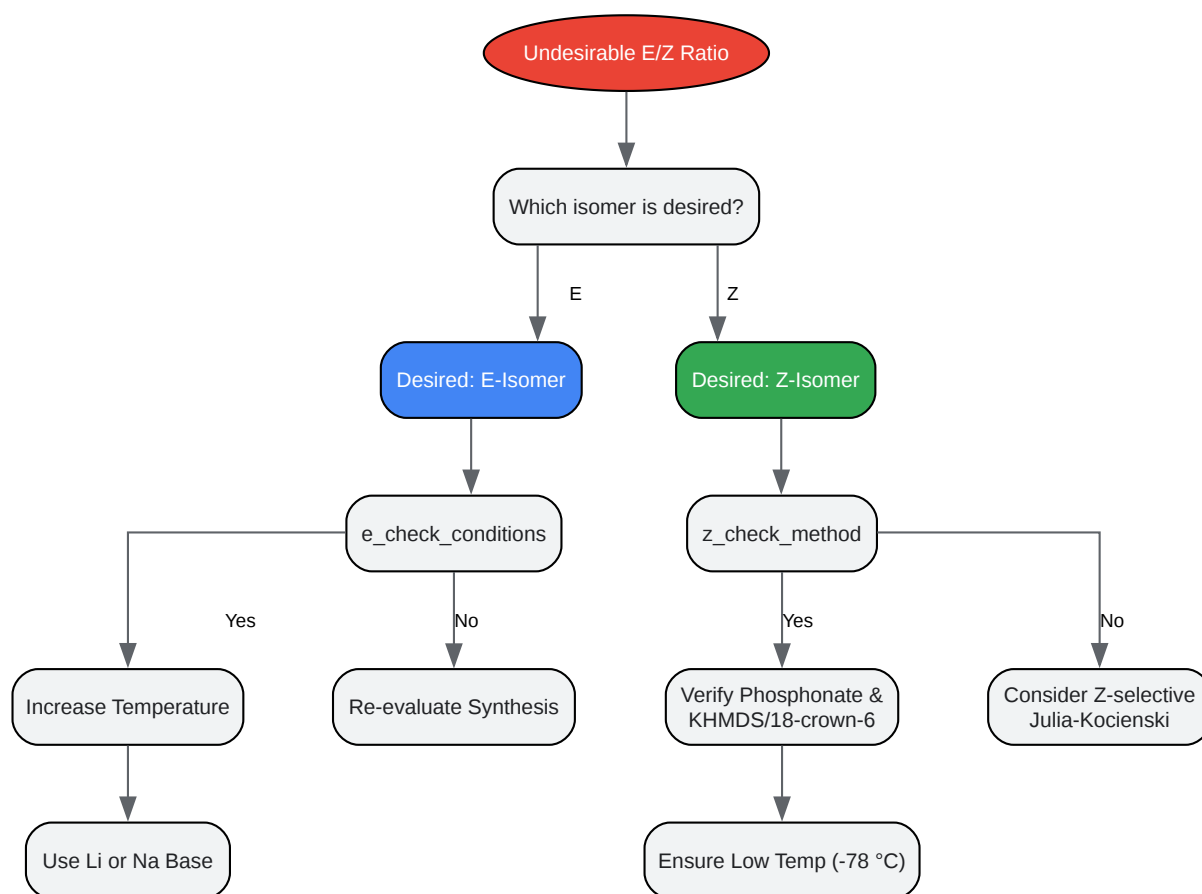 Undesirable E/Z Ratio
Which isomer is desired?
E
Z
Desired: E-Isomer
Desired: Z-Isomer
e_check_conditions
z_check_method
Yes
No
Yes
No
Increase Temperature
Re-evaluate Synthesis
Verify Phosphonate &
KHMDS/18-crown-6
Consider Z-selective
Julia-Kocienski
Use Li or Na Base
Ensure Low Temp (-78 °C)